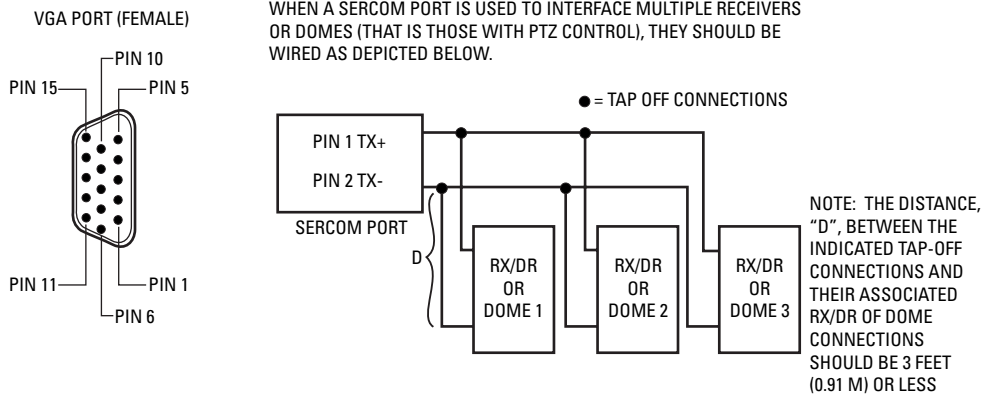 VGA PORT (FEMALE)
PIN 10
PIN 15
PIN 5
PIN 11
PIN 1
PIN 6
WHEN A SERCOM PORT IS USED TO INTERFACE MULTIPLE RECEIVERS
OR DOMES (THAT IS THOSE WITH PTZ CONTROL), THEY SHOULD BE
WIRED AS DEPICTED BELOW.
= TAP OFF CONNECTIONS
PIN 1 TX+
PIN 2 TX-
SERCOM PORT
D
RX/DR
OR
DOME 1
RX/DR
OR
DOME 2
RX/DR
OR
DOME 3
NOTE: THE DISTANCE,
“D”, BETWEEN THE
INDICATED TAP-OFF
CONNECTIONS AND
THEIR ASSOCIATED
RX/DR OF DOME
CONNECTIONS
SHOULD BE 3 FEET
(0.91 M) OR LESS